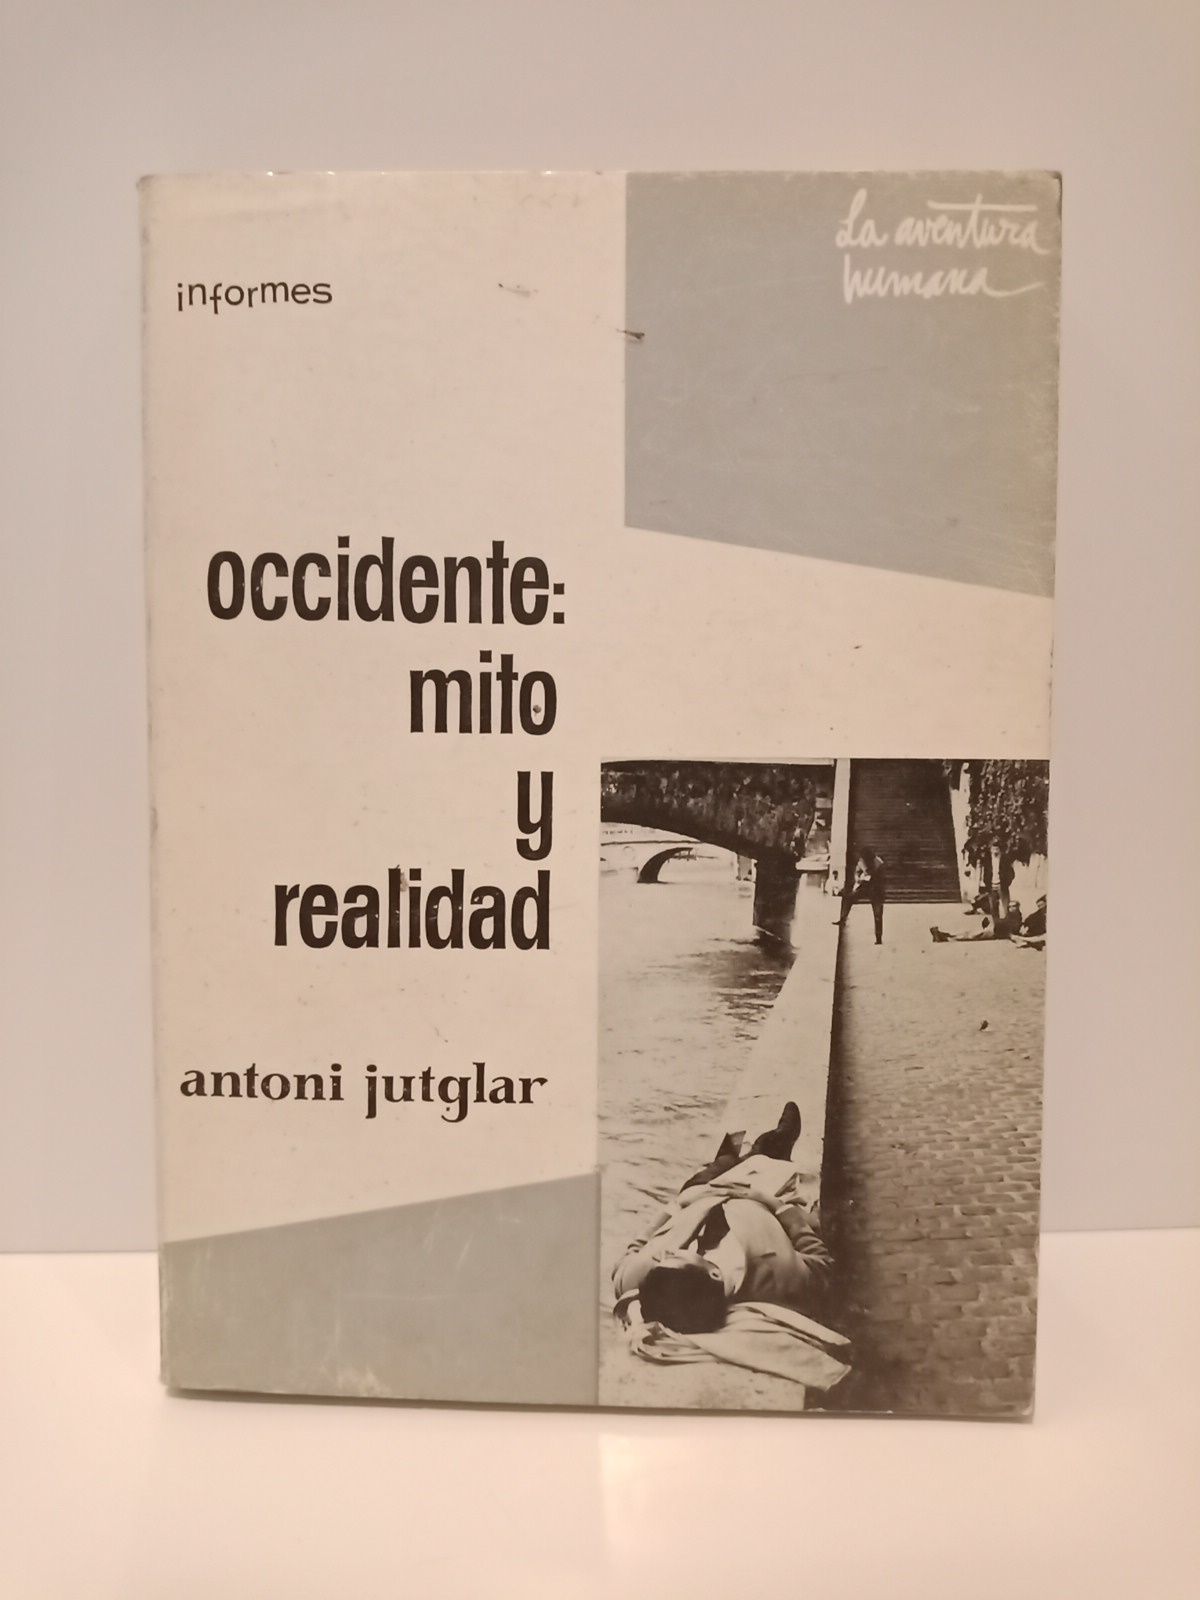 La aventura
humana
informes
occidente:
mito
y
realidad
antoni jutglar